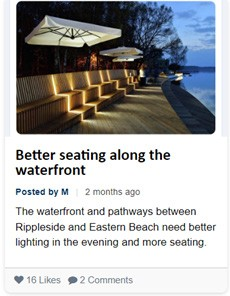 Better seating along the
waterfront
Posted by M | 2 months ago
The waterfront and pathways between
Rippleside and Eastern Beach need better
lighting in the evening and more seating.
16 Likes 2 Comments